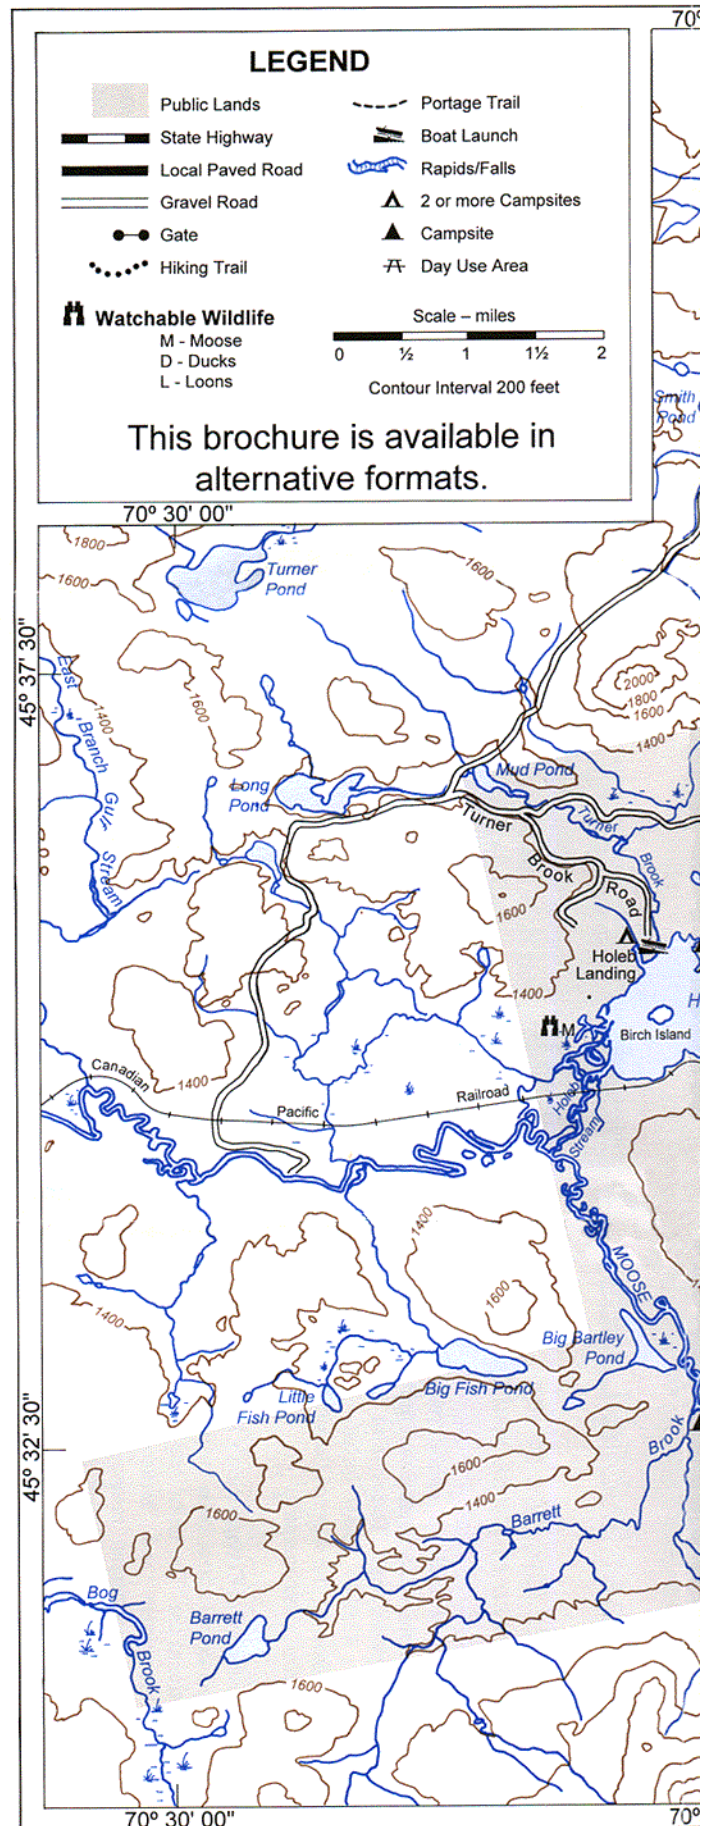 70°
LEGEND
Public Lands
State Highway
Local Paved Road
Gravel Road
Gate
Hiking Trail
Watchable Wildlife
M - Moose
D - Ducks
L - Loons
Portage Trail
Boat Launch
Rapids/Falls
2 or more Campsites
Campsite
Day Use Area
Scale – miles
0 ½ 1 1½ 2
Contour Interval 200 feet
This brochure is available in
alternative formats.
Smith
Pond
70° 30' 00"
1800
1600
Turner
Pond
1600
45° 37' 30"
East Branch Gulf Stream
1400
1600
2000
1800
1600
1400
Long
Pond
Mud Pond
Turner Brook
Turner Brook Road
1600
Holeb
Landing
1400
H
M
Birch Island
Canadian Pacific Railroad
1400
Holeb Stream
1400
MOOSE
1600
1400
Big Bartley
Pond
Big Fish Pond
Little
Fish Pond
45° 32' 30"
Brook
1600
1400
Barrett
1600
Bog Brook
Barrett
Pond
1600
70° 30' 00"
70°